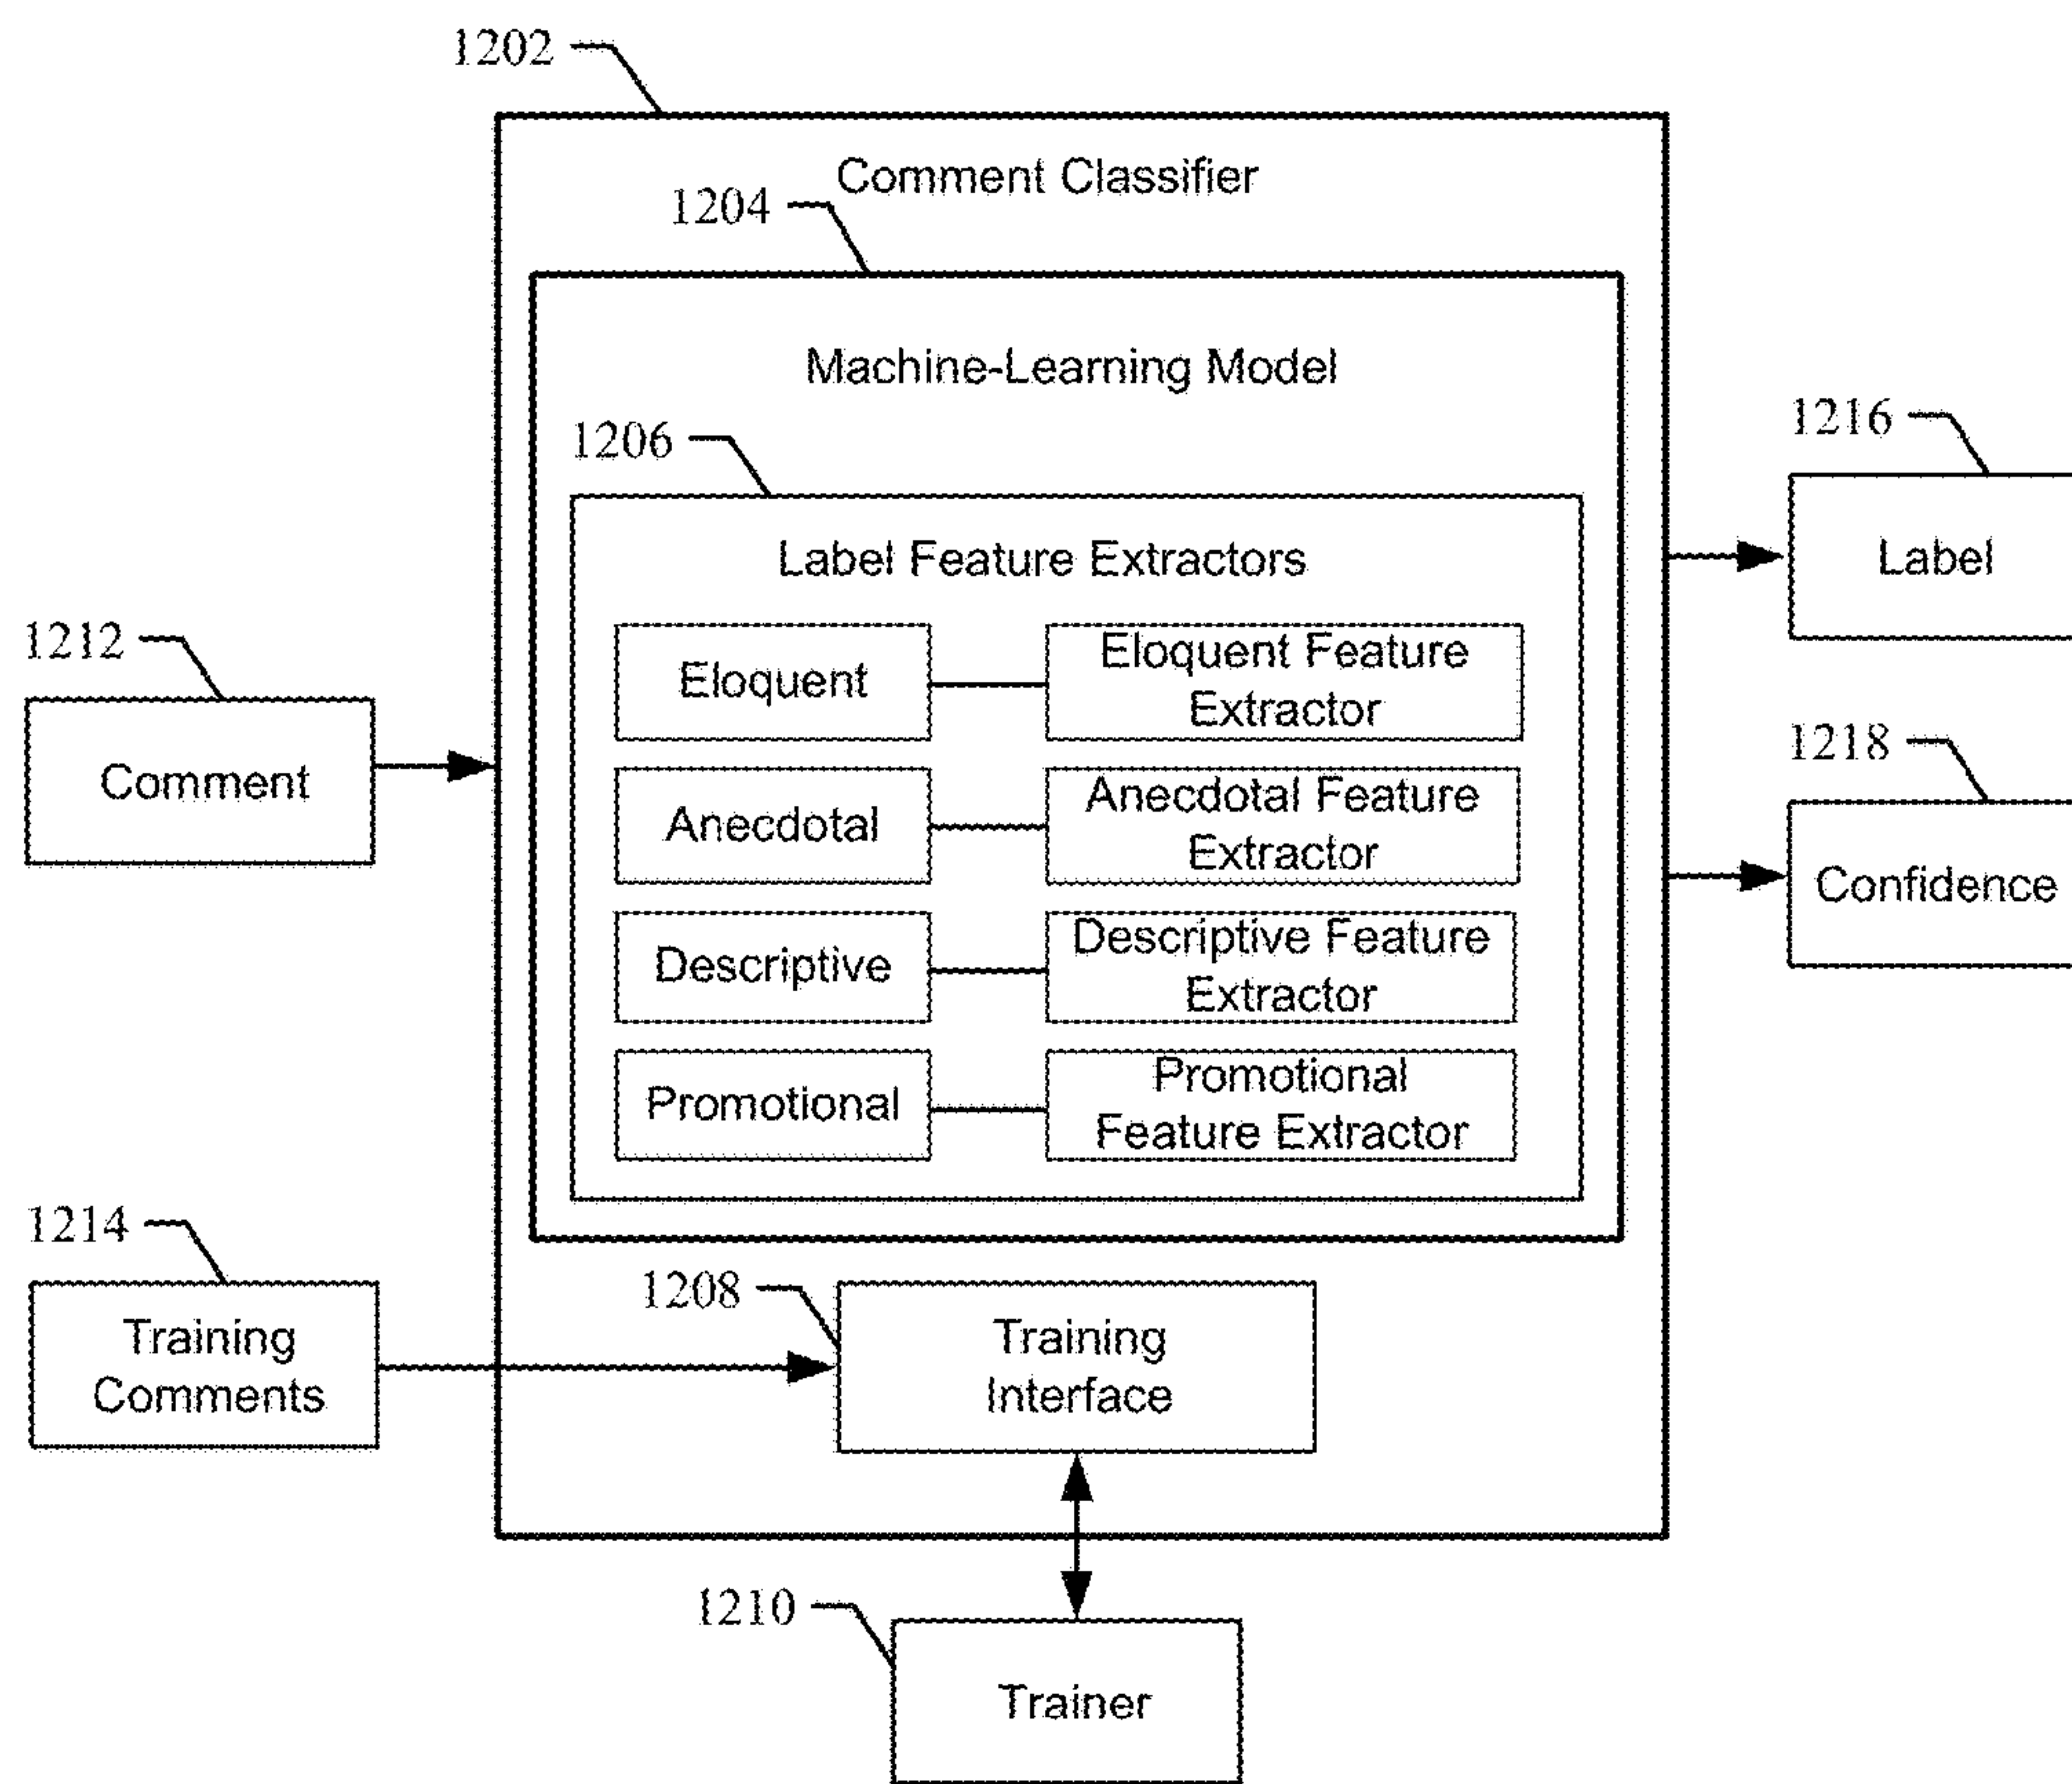 1202
Comment Classifier
1204
Machine-Learning Model
1206
Label Feature Extractors
Eloquent
Eloquent Feature
Extractor
Anecdotal
Anecdotal Feature
Extractor
Descriptive
Descriptive Feature
Extractor
Promotional
Promotional
Feature Extractor
1212
Comment
1216
Label
1218
Confidence
1214
Training
Comments
1208
Training
Interface
1210
Trainer